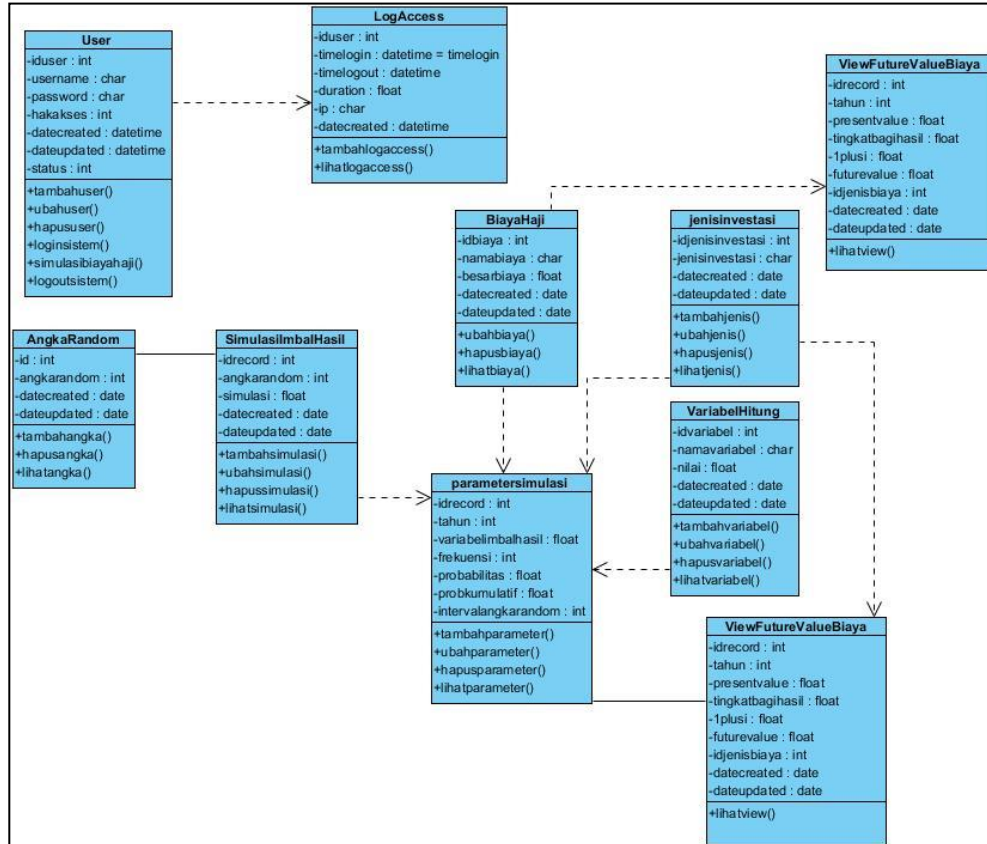 User
-iduser : int
-username : char
-password : char
-hakakses : int
-datecreated : datetime
-dateupdated : datetime
-status : int
+tambahuser()
+ubahuser()
+hapususer()
+loginsistem()
+simulasibiayahaji()
+logoutsistem()
LogAccess
-iduser : int
-timelogin : datetime = timelogin
-timelogout : datetime
-duration : float
-ip : char
-datecreated : datetime
+tambahlogaccess()
+lihatlogaccess()
ViewFutureValueBiaya
-idrecord : int
-tahun : int
-presentvalue : float
-tingkatbagihasil : float
-1plusi : float
-futurevalue : float
-idjenisbiaya : int
-datecreated : date
-dateupdated : date
+lihatview()
BiayaHaji
-idbiaya : int
-namabiaya : char
-besarbiaya : float
-datecreated : date
-dateupdated : date
+ubahbiaya()
+hapusbiaya()
+lihatbiaya()
jenisinvestasi
-idjenisinvestasi : int
-jenisinvestasi : char
-datecreated : date
-dateupdated : date
+tambahjenis()
+ubahjenis()
+hapusjenis()
+lihatjenis()
AngkaRandom
-id : int
-angkarandom : int
-datecreated : date
-dateupdated : date
+tambahangka()
+hapusangka()
+lihatangka()
SimulasiImbalHasil
-idrecord : int
-angkarandom : int
-simulasi : float
-datecreated : date
-dateupdated : date
+tambahsimulasi()
+ubahsimulasi()
+hapussimulasi()
+lihatsimulasi()
VariabelHitung
-idvariabel : int
-namavariabel : char
-nilai : float
-datecreated : date
-dateupdated : date
+tambahvariabel()
+ubahvariabel()
+hapusvariabel()
+lihatvariabel()
parametersimulasi
-idrecord : int
-tahun : int
-variabelimbalhasil : float
-frekuensi : int
-probabilitas : float
-probkumulatif : float
-intervalangkarandom : int
+tambahparameter()
+ubahparameter()
+hapusparameter()
+lihatparameter()
ViewFutureValueBiaya
-idrecord : int
-tahun : int
-presentvalue : float
-tingkatbagihasil : float
-1plusi : float
-futurevalue : float
-idjenisbiaya : int
-datecreated : date
-dateupdated : date
+lihatview()